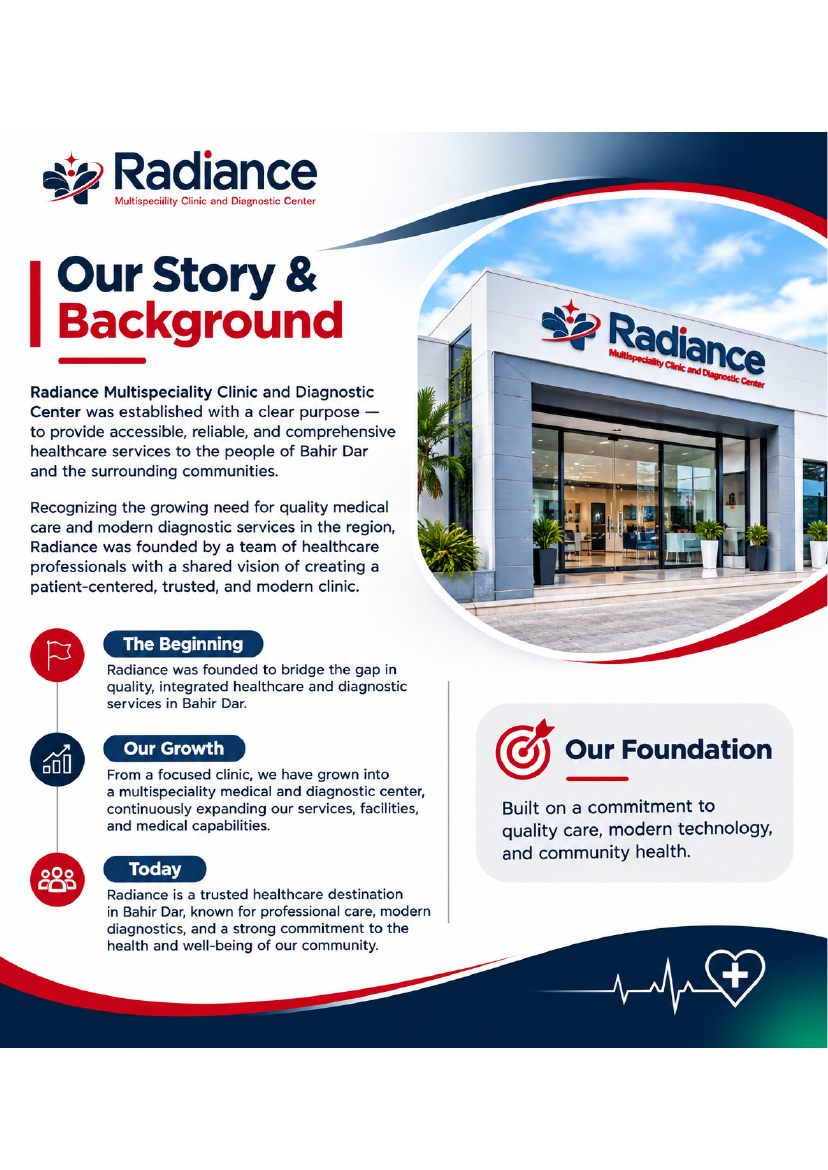 Radiance
Multispeciility Clinic and Diagnostic Center
Our Story &
Background
Radiance Multispeciality Clinic and Diagnostic
Center was established with a clear purpose —
to provide accessible, reliable, and comprehensive
healthcare services to the people of Bahir Dar
and the surrounding communities.
Recognizing the growing need for quality medical
care and modern diagnostic services in the region,
Radiance was founded by a team of healthcare
professionals with a shared vision of creating a
patient-centered, trusted, and modern clinic.
Radiance
Multispeciality Clinic and Diagnostic Center
The Beginning
Radiance was founded to bridge the gap in
quality, integrated healthcare and diagnostic
services in Bahir Dar.
Our Growth
From a focused clinic, we have grown into
a multispeciality medical and diagnostic center,
continuously expanding our services, facilities,
and medical capabilities.
Today
Radiance is a trusted healthcare destination
in Bahir Dar, known for professional care, modern
diagnostics, and a strong commitment to the
health and well-being of our community.
Our Foundation
Built on a commitment to
quality care, modern technology,
and community health.